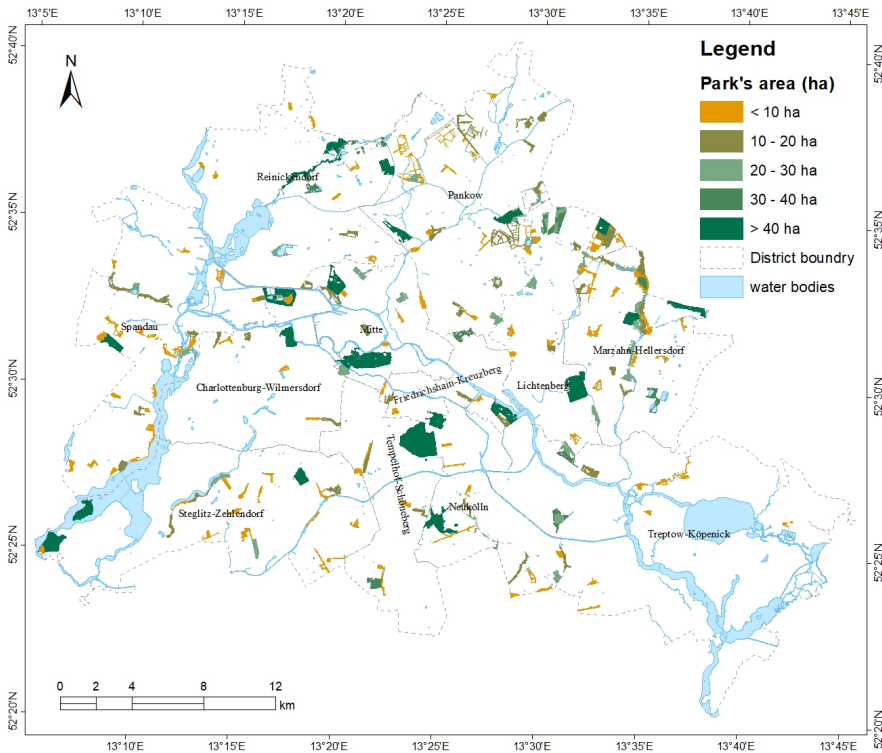 13°5'E 13°10'E 13°15'E 13°20'E 13°25'E 13°30'E 13°35'E 13°40'E 13°45'E
52°40'N 52°40'N
N
Legend
Park's area (ha)
< 10 ha
10 - 20 ha
20 - 30 ha
30 - 40 ha
> 40 ha
District boundry
water bodies
Reinickendorf
Pankow
52°35'N 52°35'N
Spandau
Mitte
Marzahn-Hellersdorf
52°30'N 52°30'N
Charlottenburg-Wilmersdorf
Friedrichshain-Kreuzberg
Lichtenberg
Tempelhof-Schöneberg
Steglitz-Zehlendorf
Neukölln
Treptow-Köpenick
52°25'N 52°25'N
0 2 4 8 12
km
52°20'N 52°20'N
13°10'E 13°15'E 13°20'E 13°25'E 13°30'E 13°35'E 13°40'E 13°45'E